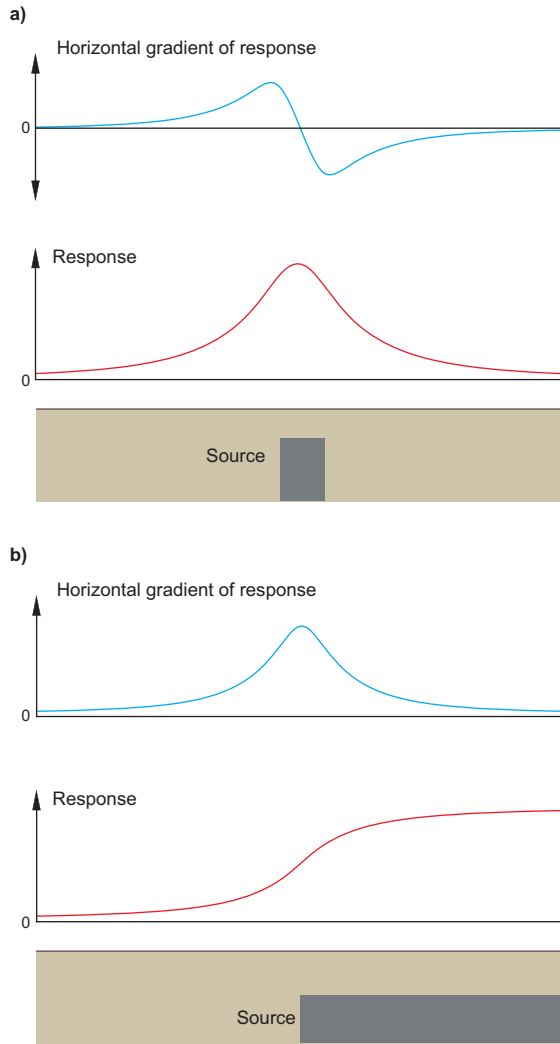 a)
Horizontal gradient of response
0
Response
0
Source
b)
Horizontal gradient of response
0
Response
0
Source